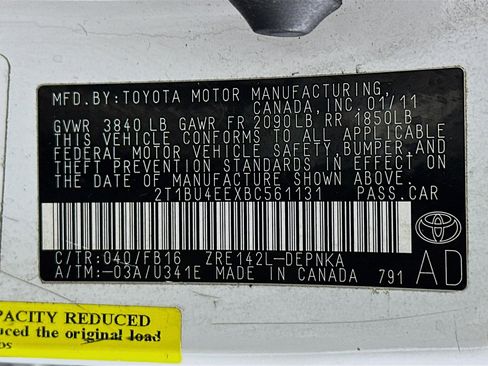 MFD. BY: TOYOTA MOTOR MANUFACTURING,
CANADA, INC. 01/11
GVWR 3840 LB GAWR FR 2090LB, RR 1850LB
THIS VEHICLE CONFORMS TO ALL APPLICABLE
FEDERAL MOTOR VEHICLE SAFETY, BUMPER, AND
THEFT PREVENTION STANDARDS IN EFFECT ON
THE DATE OF MANUFACTURE SHOWN ABOVE.
2T1BU4EEXBC561131 PASS.CAR
C/TR:040/FB16 ZRE142L-DEPNKA
A/TM:-03A/U341E MADE IN CANADA 791
AD
PACITY REDUCED
uced the original load